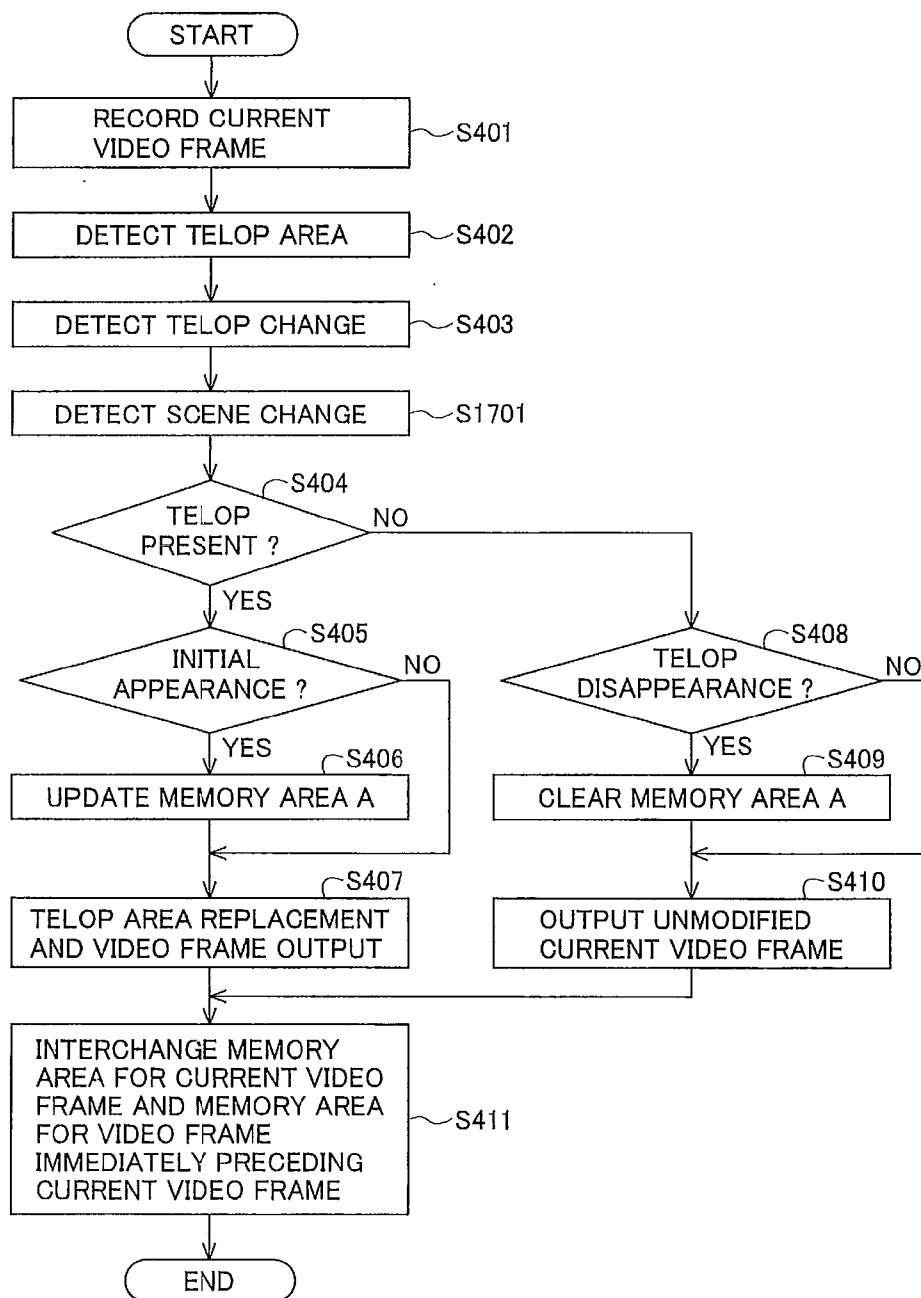 START
RECORD CURRENT
VIDEO FRAME
S401
DETECT TELOP AREA
S402
DETECT TELOP CHANGE
S403
DETECT SCENE CHANGE
S1701
S404
TELOP
PRESENT ?
NO
YES
S405
INITIAL
APPEARANCE ?
NO
YES
S406
UPDATE MEMORY AREA A
S407
TELOP AREA REPLACEMENT
AND VIDEO FRAME OUTPUT
S408
TELOP
DISAPPEARANCE ?
NO
YES
S409
CLEAR MEMORY AREA A
S410
OUTPUT UNMODIFIED
CURRENT VIDEO FRAME
INTERCHANGE MEMORY
AREA FOR CURRENT VIDEO
FRAME AND MEMORY AREA
FOR VIDEO FRAME
IMMEDIATELY PRECEDING
CURRENT VIDEO FRAME
S411
END